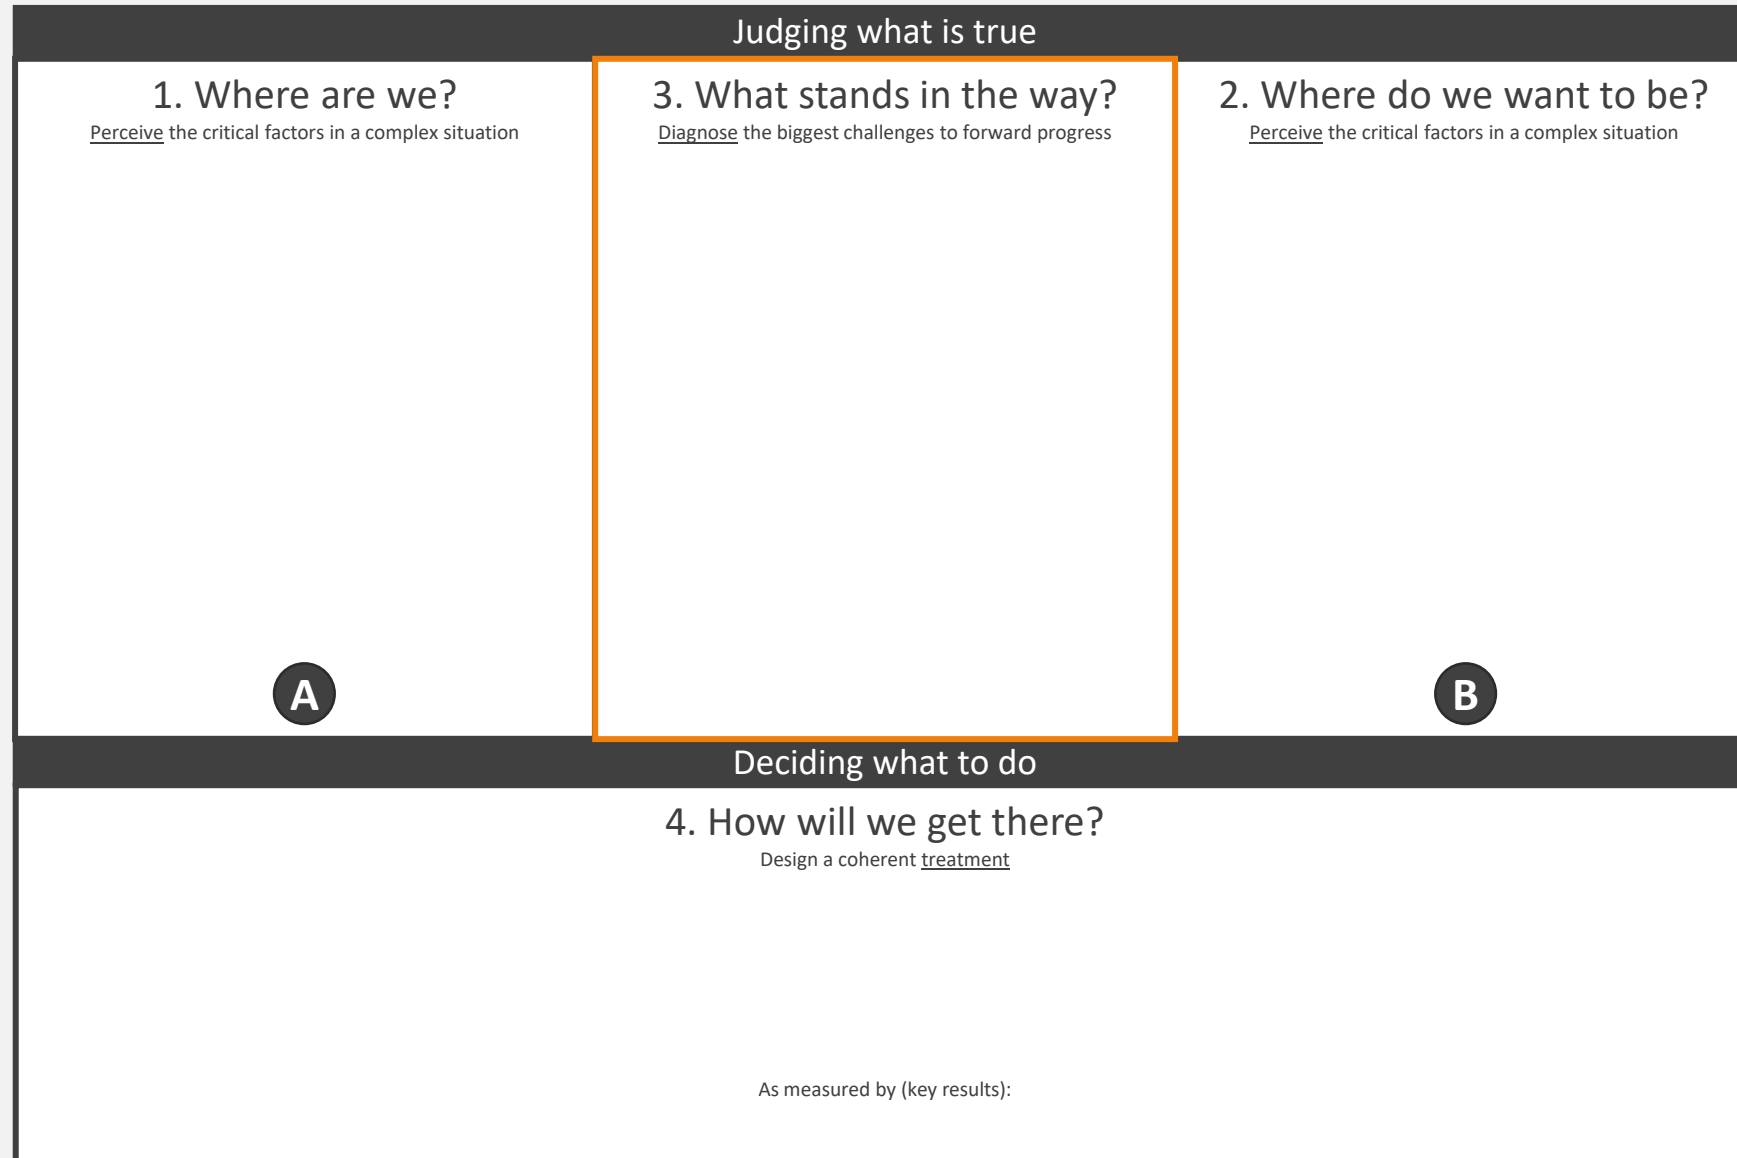 Judging what is true
1. Where are we?
Perceive the critical factors in a complex situation
A
3. What stands in the way?
Diagnose the biggest challenges to forward progress
2. Where do we want to be?
Perceive the critical factors in a complex situation
B
Deciding what to do
4. How will we get there?
Design a coherent treatment
As measured by (key results):